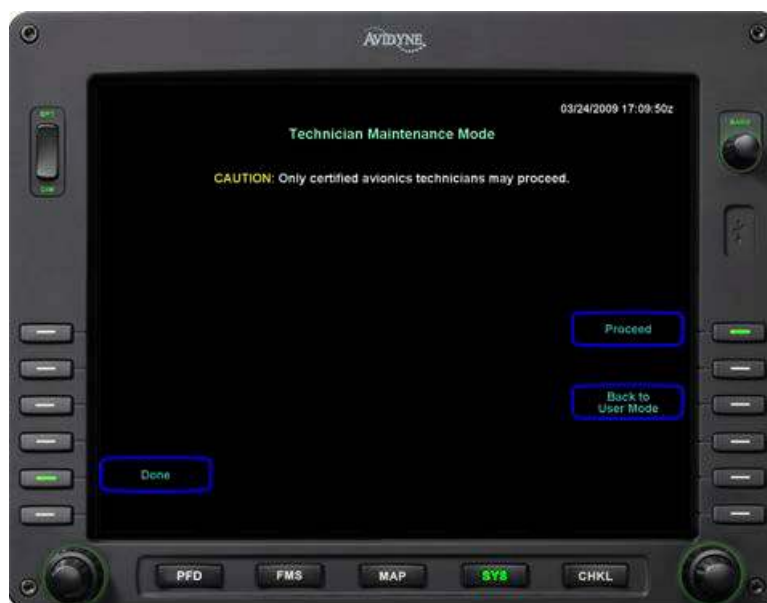 AVIDYNE
03/24/2009 17:09:50z
Technician Maintenance Mode
CAUTION: Only certified avionics technicians may proceed.
Proceed
Back to
User Mode
Done
PFD
FMS
MAP
SYS
CHKL